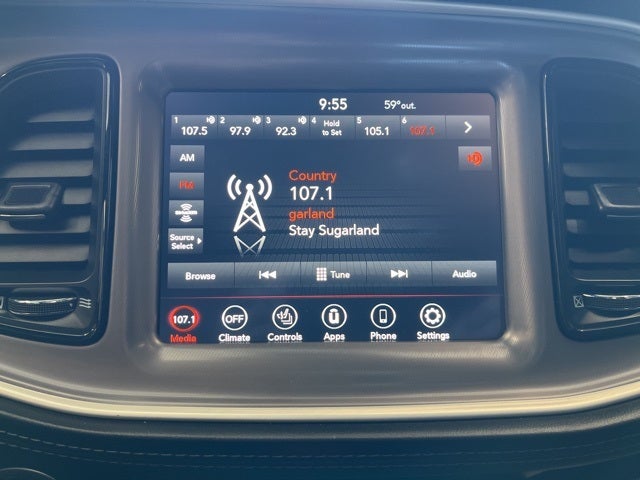 9:55 59° out.
1 107.5 2 97.9 3 92.3 4 Hold to Set 5 105.1 6 107.1
AM
FM
Country
107.1
garland
Stay Sugarland
Source Select
Browse Tune Audio
107.1 OFF
Media Climate Controls Apps Phone Settings